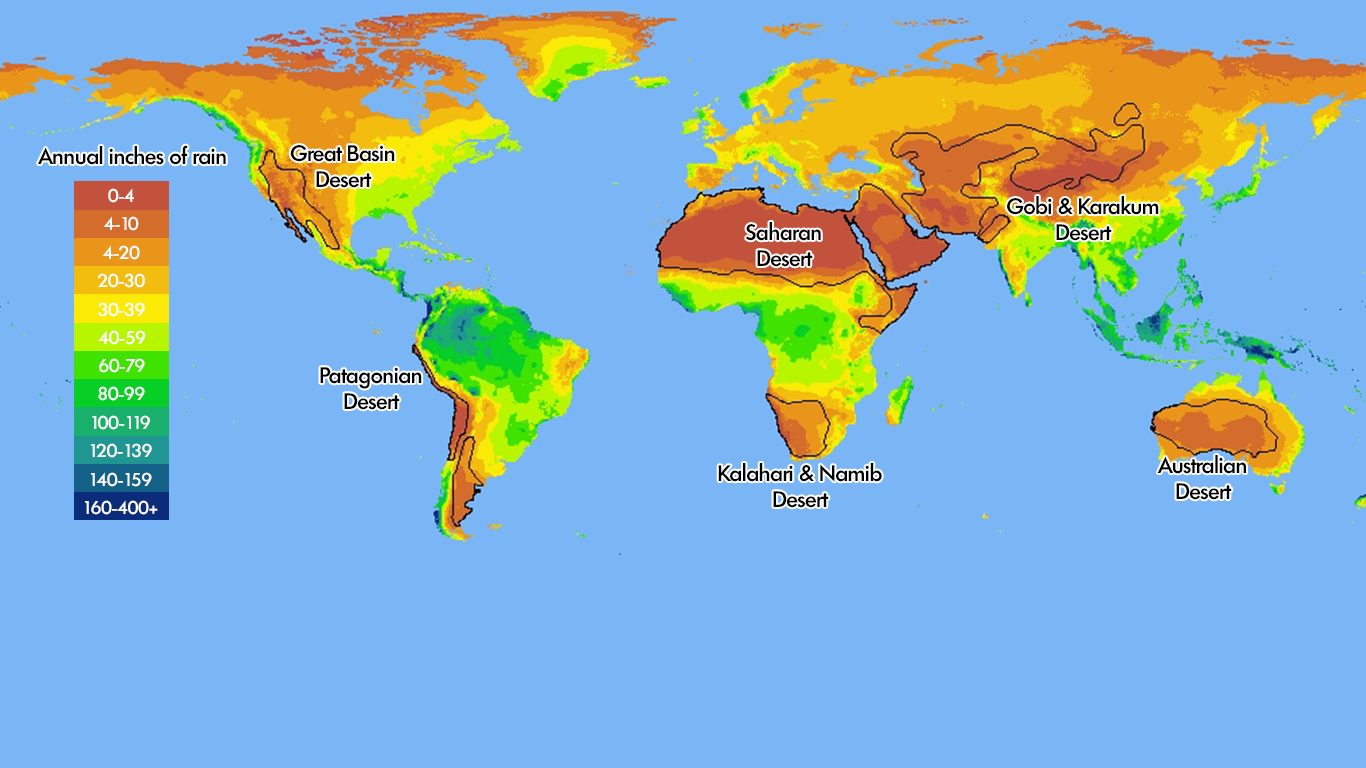 Annual inches of rain
0-4
4-10
4-20
20-30
30-39
40-59
60-79
80-99
100-119
120-139
140-159
160-400+
Great Basin
Desert
Patagonian
Desert
Saharan
Desert
Kalahari & Namib
Desert
Gobi & Karakum
Desert
Australian
Desert